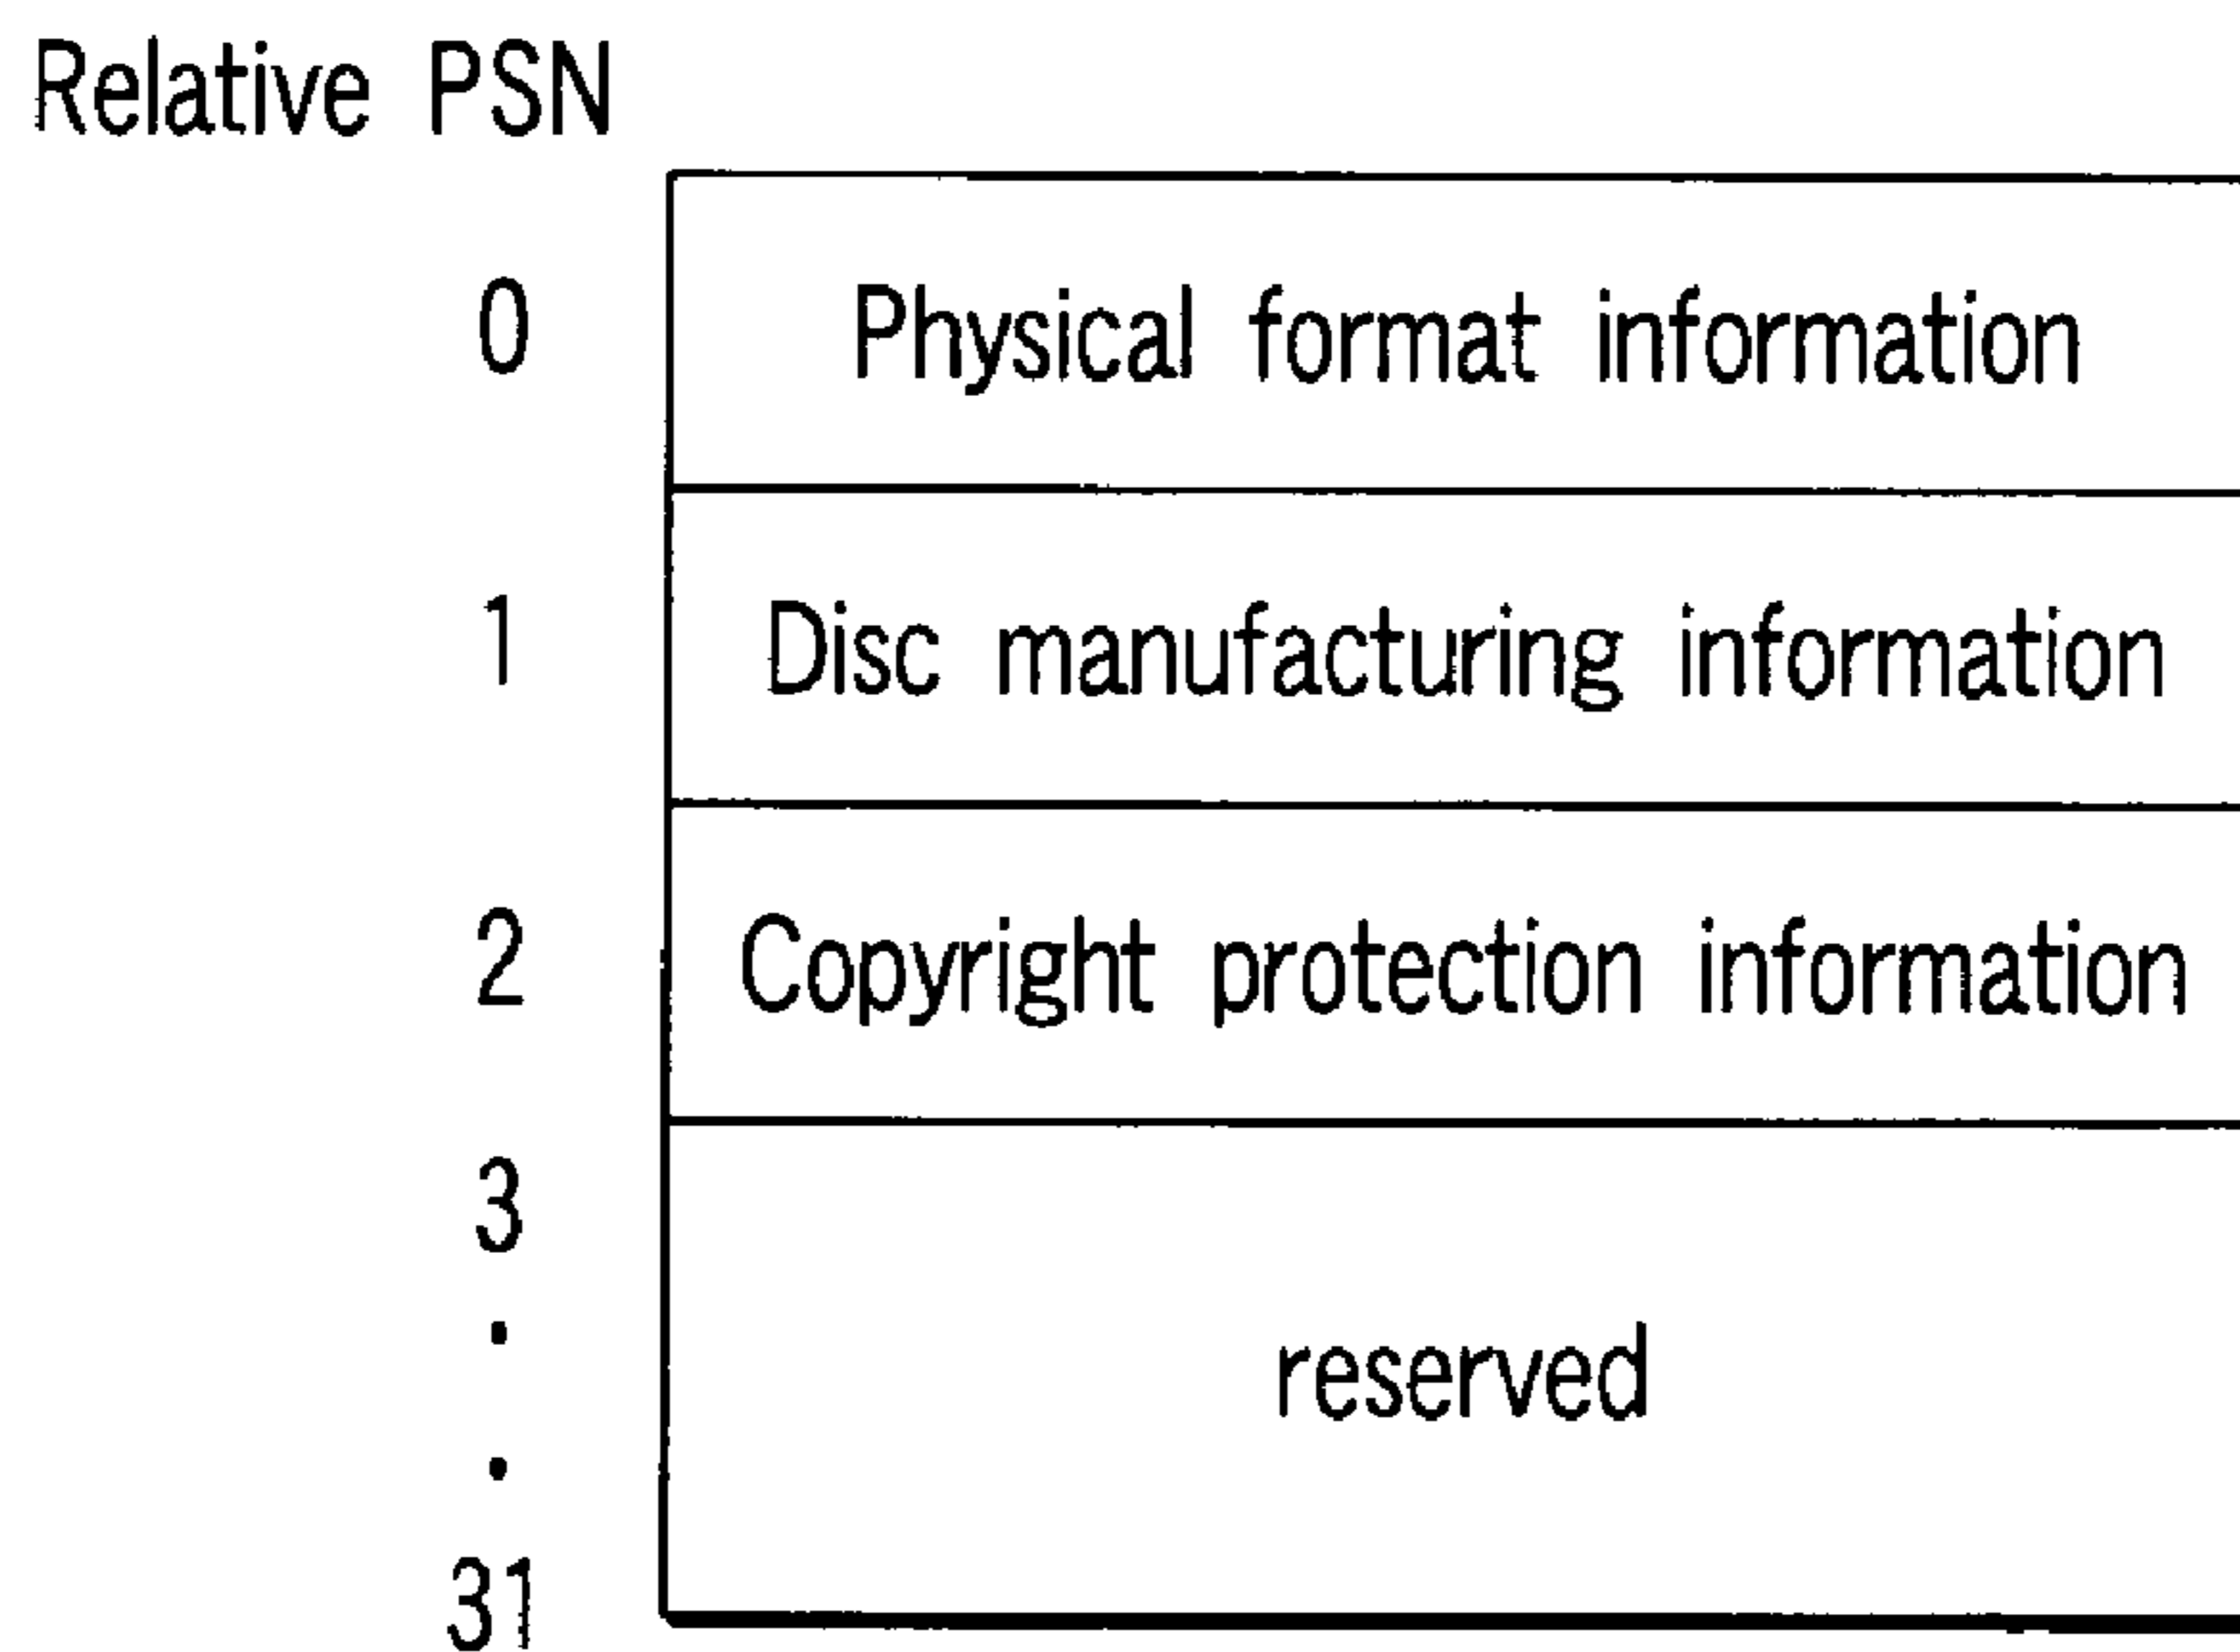 Relative PSN
0 Physical format information
1 Disc manufacturing information
2 Copyright protection information
3
reserved
31